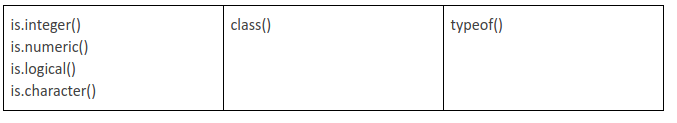 is.integer()
is.numeric()
is.logical()
is.character()
class()
typeof()